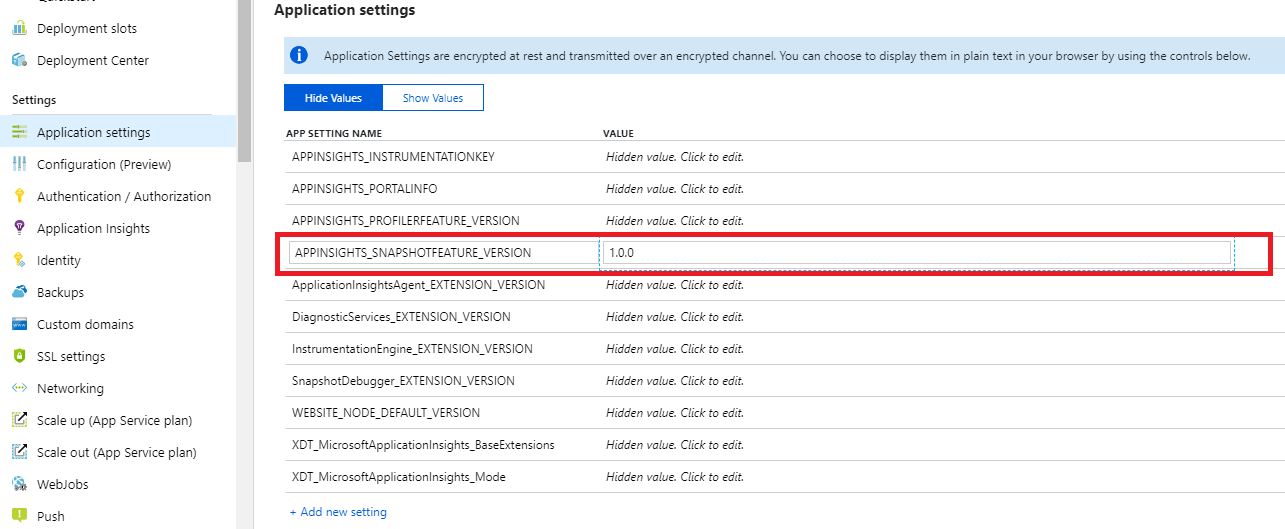 Quickstart
Application settings
Deployment slots
Deployment Center
Application Settings are encrypted at rest and transmitted over an encrypted channel. You can choose to display them in plain text in your browser by using the controls below.
Settings
Hide Values Show Values
APP SETTING NAME VALUE
Application settings
APPINSIGHTS_INSTRUMENTATIONKEY Hidden value. Click to edit.
Configuration (Preview)
APPINSIGHTS_PORTALINFO Hidden value. Click to edit.
Authentication / Authorization
APPINSIGHTS_PROFILERFEATURE_VERSION Hidden value. Click to edit.
Application Insights
APPINSIGHTS_SNAPSHOTFEATURE_VERSION 1.0.0
Identity
ApplicationInsightsAgent_EXTENSION_VERSION Hidden value. Click to edit.
Backups
DiagnosticServices_EXTENSION_VERSION Hidden value. Click to edit.
Custom domains
InstrumentationEngine_EXTENSION_VERSION Hidden value. Click to edit.
SSL settings
SnapshotDebugger_EXTENSION_VERSION Hidden value. Click to edit.
Networking
WEBSITE_NODE_DEFAULT_VERSION Hidden value. Click to edit.
Scale up (App Service plan)
XDT_MicrosoftApplicationInsights_BaseExtensions Hidden value. Click to edit.
Scale out (App Service plan)
XDT_MicrosoftApplicationInsights_Mode Hidden value. Click to edit.
WebJobs
+ Add new setting
Push